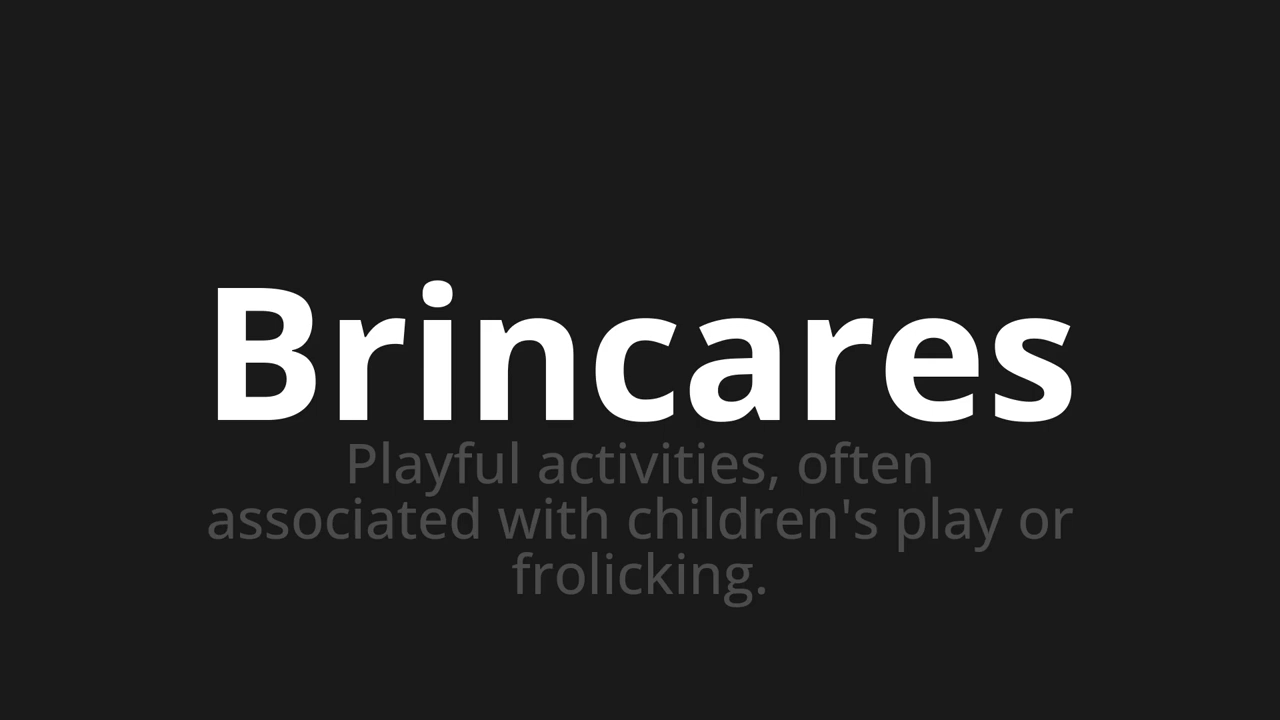 Brincares
Playful activities, often
associated with children's play or
frolicking.